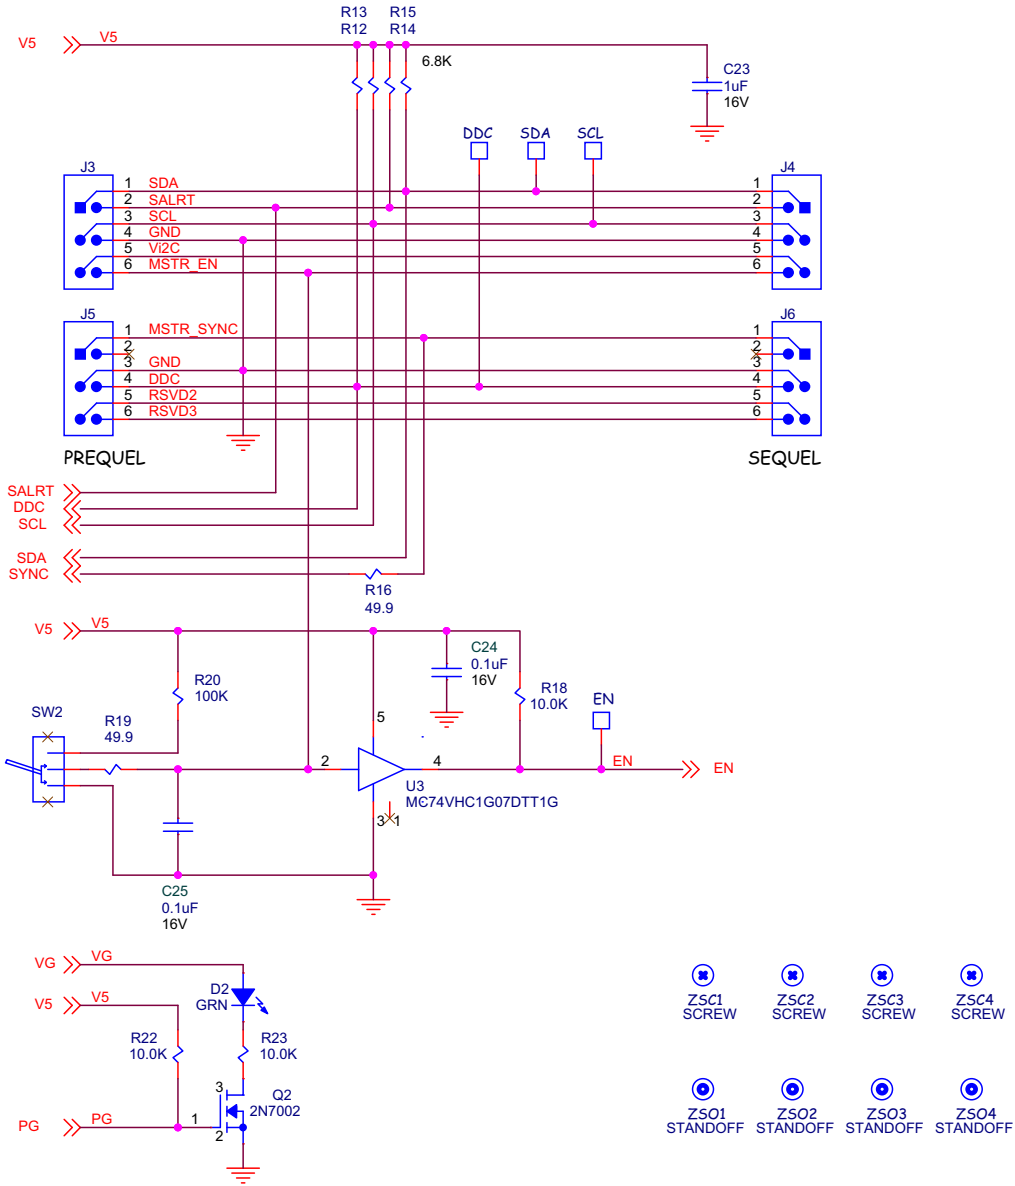 R13 R15
R12 R14
V5 V5
6.8K
C23
1uF
16V
DDC SDA SCL
J3 J4
1 SDA 1
2 SALRT 2
3 SCL 3
4 GND 4
5 Vi2C 5
6 MSTR_EN 6
J5 J6
1 MSTR_SYNC 1
2 2
3 GND 3
4 DDC 4
5 RSVD2 5
6 RSVD3 6
PREQUEL SEQUEL
SALRT
DDC
SCL
SDA
SYNC
R16
49.9
V5 V5
C24
0.1uF
16V
R20
100K
R18
10.0K
EN
SW2
R19
49.9
5
2 4
EN EN
U3
MC74VHC1G07DTT1G
3 1
C25
0.1uF
16V
VG VG
D2
GRN
V5 V5
R22
10.0K
R23
10.0K
3
Q2
2N7002
PG PG 1
2
ZSC1 ZSC2 ZSC3 ZSC4
SCREW SCREW SCREW SCREW
ZSO1 ZSO2 ZSO3 ZSO4
STANDOFF STANDOFF STANDOFF STANDOFF